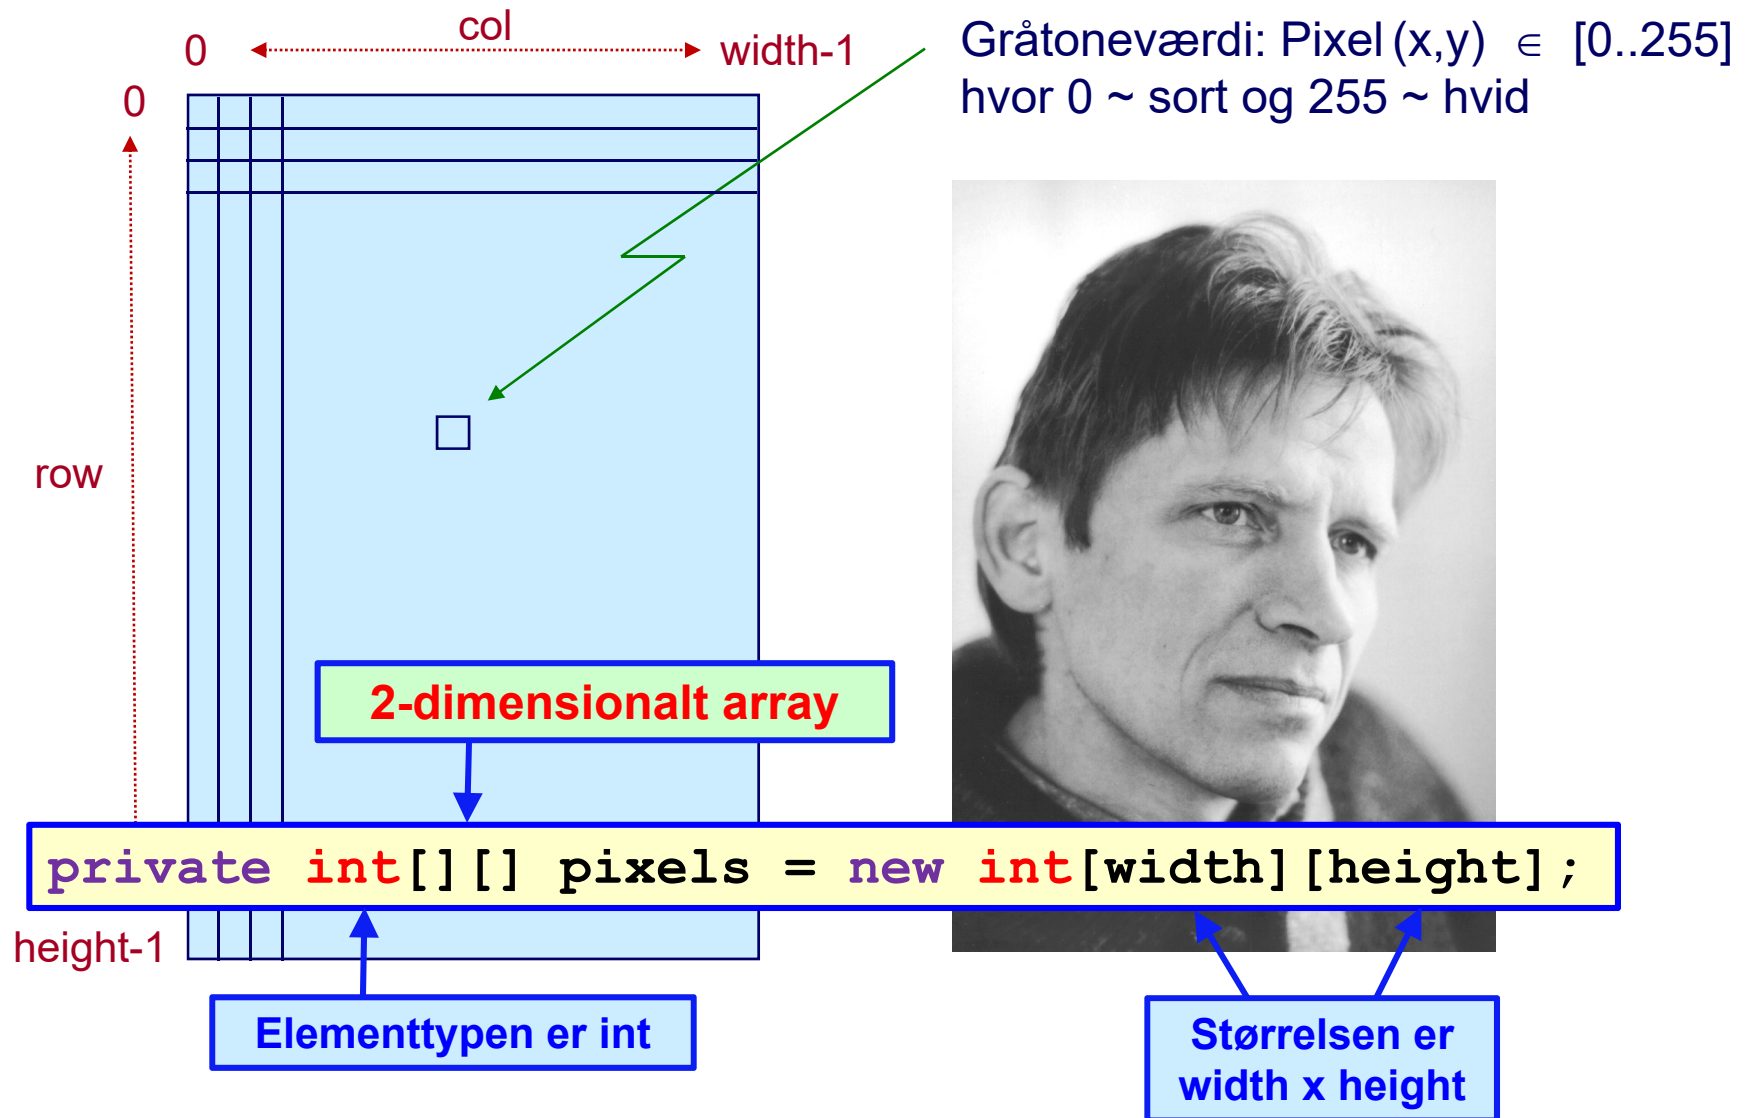 col
0
width-1
0
row
height-1
Gråtoneværdi: Pixel (x,y) ∈ [0..255]
hvor 0 ~ sort og 255 ~ hvid
2-dimensionalt array
private int[][] pixels = new int[width][height];
Elementtypen er int
Størrelsen er
width x height